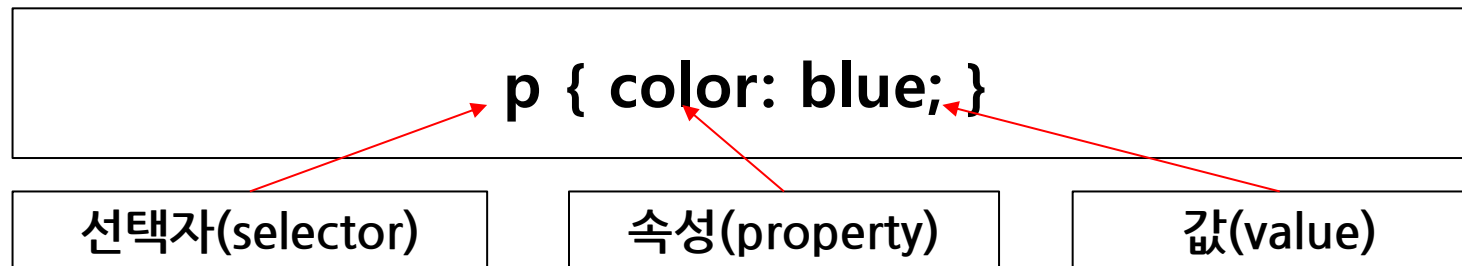 p { color: blue; }
선택자(selector)
속성(property)
값(value)